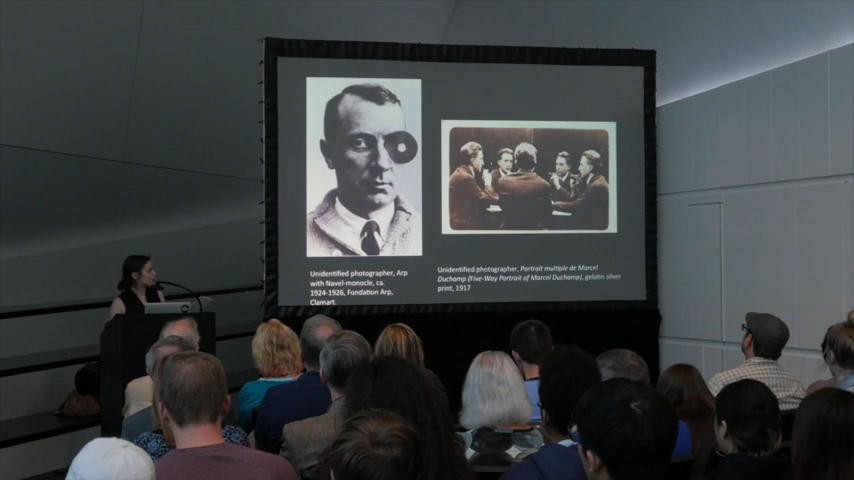 Unidentified photographer, Arp
with Navel-monocle, ca.
1924-1926, Fondation Arp,
Clamart.
Unidentified photographer, Portrait multiple de Marcel
Duchamp (Five-Way Portrait of Marcel Duchamp), gelatin silver
print, 1917